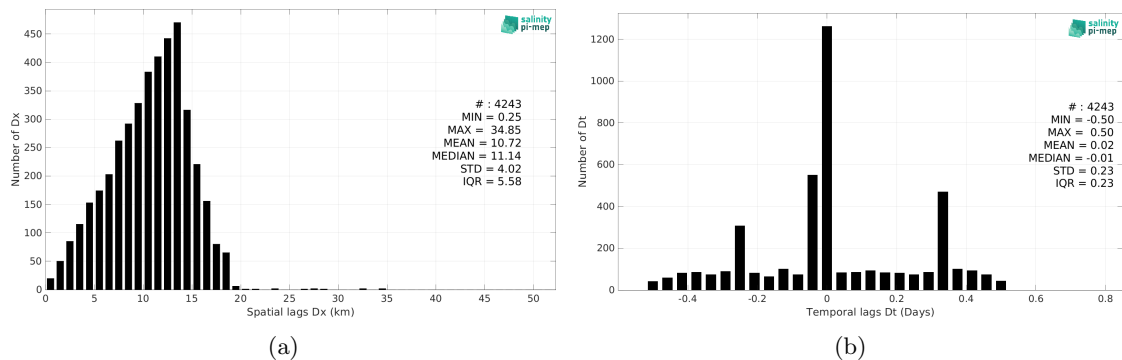 salinity
pi-mep
450
400
350
300
250
200
150
100
50
0
Number of Dx
# : 4243
MIN = 0.25
MAX = 34.85
MEAN = 10.72
MEDIAN = 11.14
STD = 4.02
IQR = 5.58
0 5 10 15 20 25 30 35 40 45 50
Spatial lags Dx (km)
(a)
salinity
pi-mep
1200
1000
800
600
400
200
0
Number of Dt
# : 4243
MIN = -0.50
MAX = 0.50
MEAN = 0.02
MEDIAN = -0.01
STD = 0.23
IQR = 0.23
-0.4 -0.2 0 0.2 0.4 0.6 0.8
Temporal lags Dt (Days)
(b)